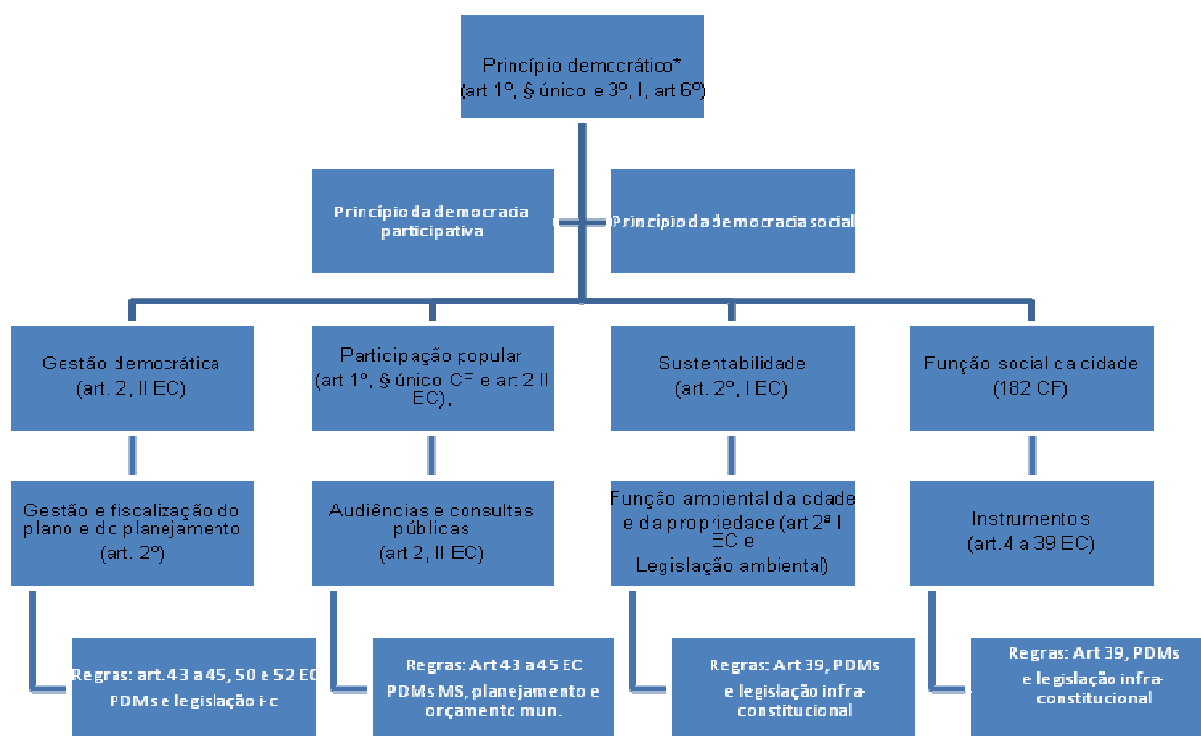 Princípio democrático*
(art 1º, § único e 3º, I, art 6º)
Princípio da democracia
participativa
Princípio da democracia social
Gestão democrática
(art. 2, II EC)
Participação popular
(art 1º, § único CF e art 2 II
EC),
Sustentabilidade
(art. 2º, I EC)
Função social da cidade
(182 CF)
Gestão e fiscalização do
plano e do planejamento
(art. 2º)
Audiências e consultas
públicas
(art 2, II EC)
Função ambiental da cidade
e da propriedade (art 2ª I
EC e
Legislação ambiental)
Instrumentos
(art.4 a 39 EC)
Regras: art.43 a 45, 50 e 52 EC
PDMs e legislação i-c
Regras: Art 43 a 45 EC
PDMs MS, planejamento e
orçamento mun.
Regras: Art 39, PDMs
e legislação infra-
constitucional
Regras: Art 39, PDMs
e legislação infra-
constitucional